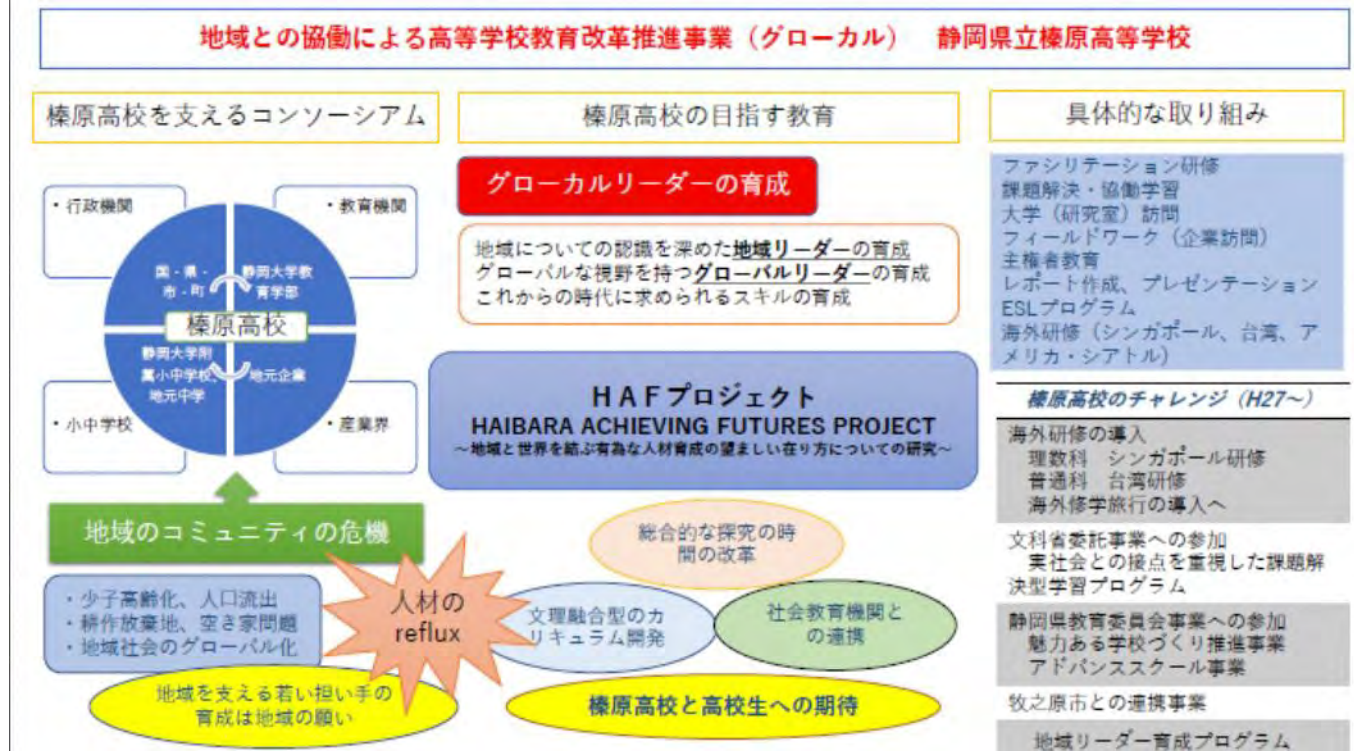 地域との協働による高等学校教育改革推進事業（グローカル）　静岡県立榛原高等学校
榛原高校を支えるコンソーシアム
・行政機関
・教育機関
国・県・
市・町
静岡大学教
育学部
榛原高校
静岡大学附
属小中学校、
地元中学
地元企業
・小中学校
・産業界
地域のコミュニティの危機
・少子高齢化、人口流出
・耕作放棄地、空き家問題
・地域社会のグローバル化
人材の
reflux
地域を支える若い担い手の
育成は地域の願い
榛原高校の目指す教育
グローカルリーダーの育成
地域についての認識を深めた地域リーダーの育成
グローバルな視野を持つグローバルリーダーの育成
これからの時代に求められるスキルの育成
ＨＡＦプロジェクト
HAIBARA ACHIEVING FUTURES PROJECT
～地域と世界を結ぶ有為な人材育成の望ましい在り方についての研究～
総合的な探究の時
間の改革
文理融合型のカ
リキュラム開発
社会教育機関と
の連携
榛原高校と高校生への期待
具体的な取り組み
ファシリテーション研修
課題解決・協働学習
大学（研究室）訪問
フィールドワーク（企業訪問）
主権者教育
レポート作成、プレゼンテーション
ESLプログラム
海外研修（シンガポール、台湾、ア
メリカ・シアトル）
榛原高校のチャレンジ（H27～）
海外研修の導入
理数科　シンガポール研修
普通科　台湾研修
海外修学旅行の導入へ
文科省委託事業への参加
実社会との接点を重視した課題解
決型学習プログラム
静岡県教育委員会事業への参加
魅力ある学校づくり推進事業
アドバンススクール事業
牧之原市との連携事業
地域リーダー育成プログラム